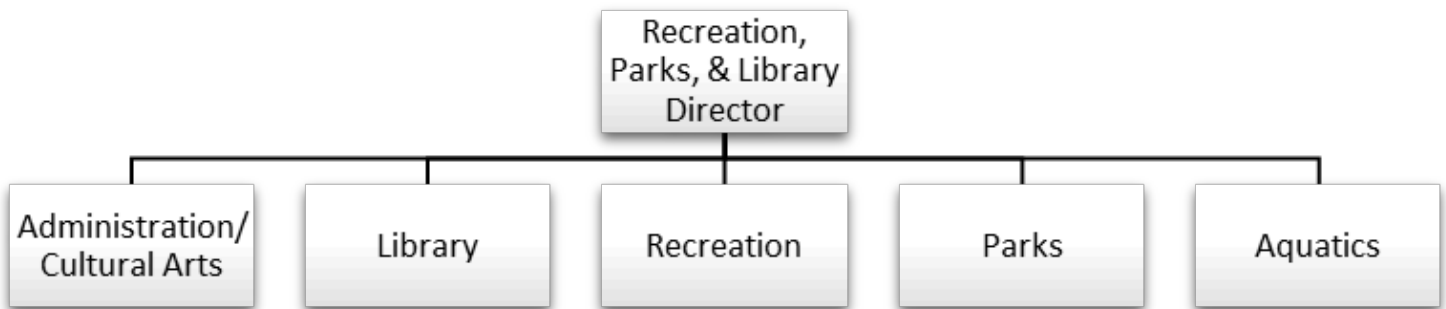 Recreation,
Parks, & Library
Director
Administration/
Cultural Arts
Library
Recreation
Parks
Aquatics